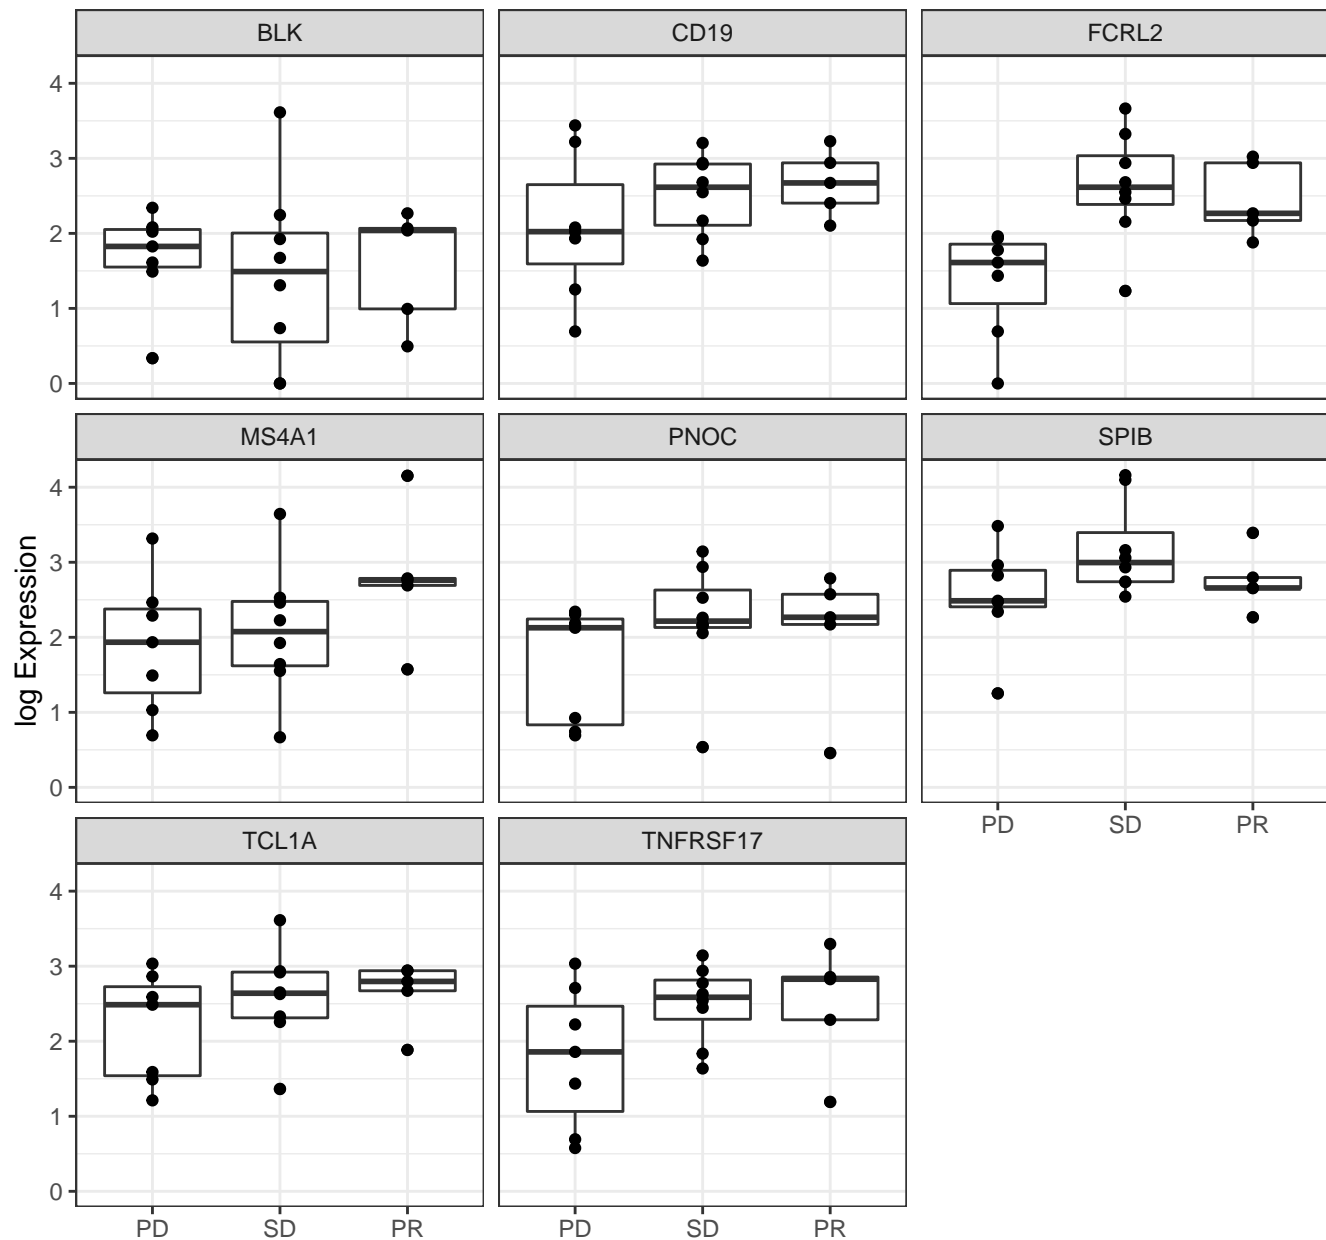 BLK
CD19
FCRL2
4
3
2
1
0
MS4A1
PNOC
SPIB
4
3
2
1
0
log Expression
PD
SD
PR
TCL1A
TNFRSF17
4
3
2
1
0
PD
SD
PR
PD
SD
PR